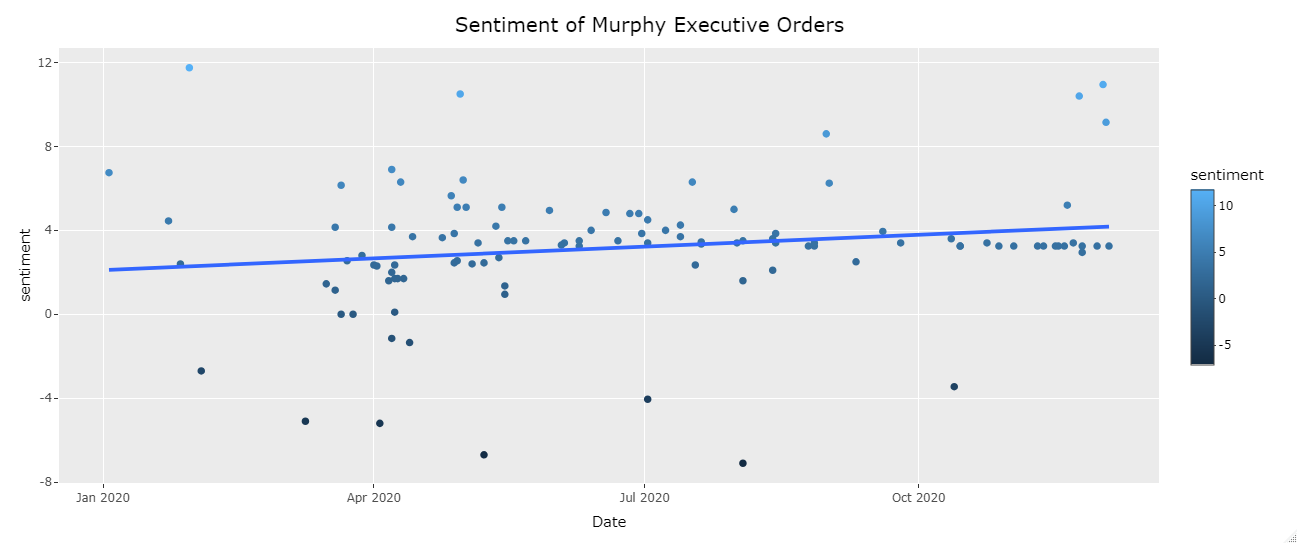 Sentiment of Murphy Executive Orders
12
8
4
0
-4
-8
sentiment
Jan 2020
Apr 2020
Jul 2020
Oct 2020
Date
sentiment
10
5
0
-5